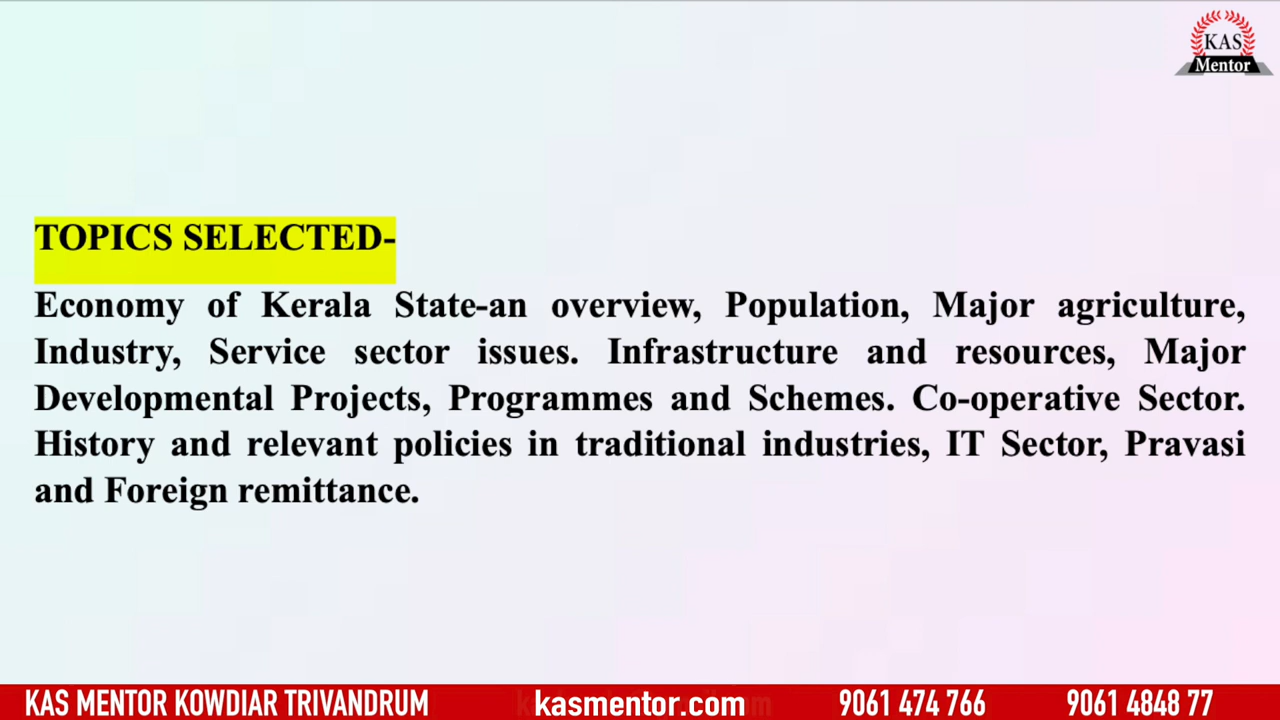 KAS
Mentor
TOPICS SELECTED-
Economy of Kerala State-an overview, Population, Major agriculture,
Industry, Service sector issues. Infrastructure and resources, Major
Developmental Projects, Programmes and Schemes. Co-operative Sector.
History and relevant policies in traditional industries, IT Sector, Pravasi
and Foreign remittance.
KAS MENTOR KOWDIAR TRIVANDRUM kasmentor.com 9061 474 766 9061 4848 77